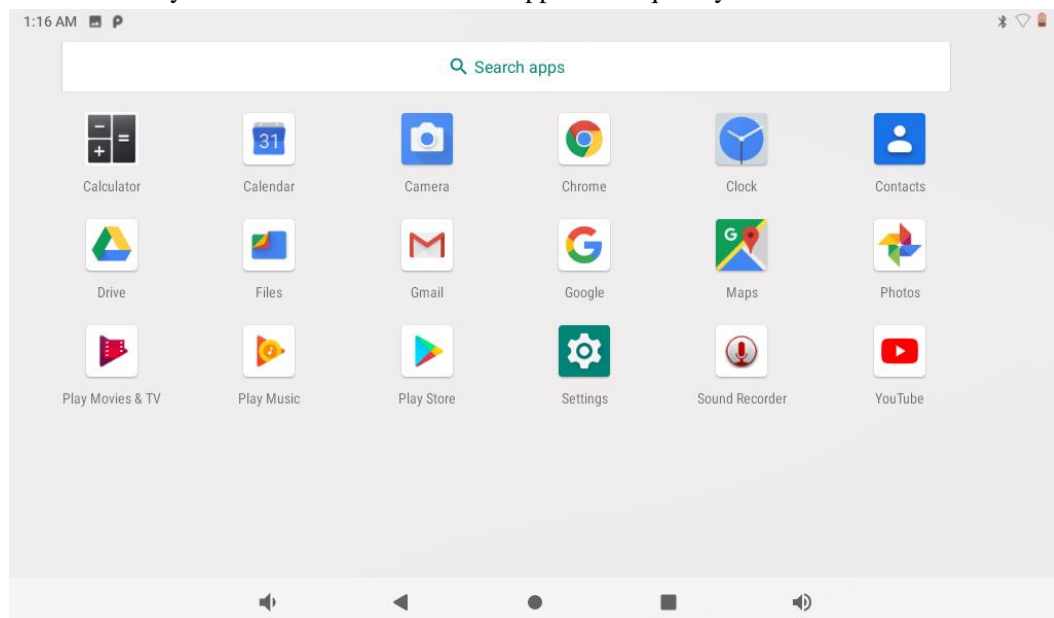 1:16 AM
Search apps
31
Calculator Calendar Camera Chrome Clock Contacts
G
Drive Files Gmail Google Maps Photos
Play Movies & TV Play Music Play Store Settings Sound Recorder YouTube